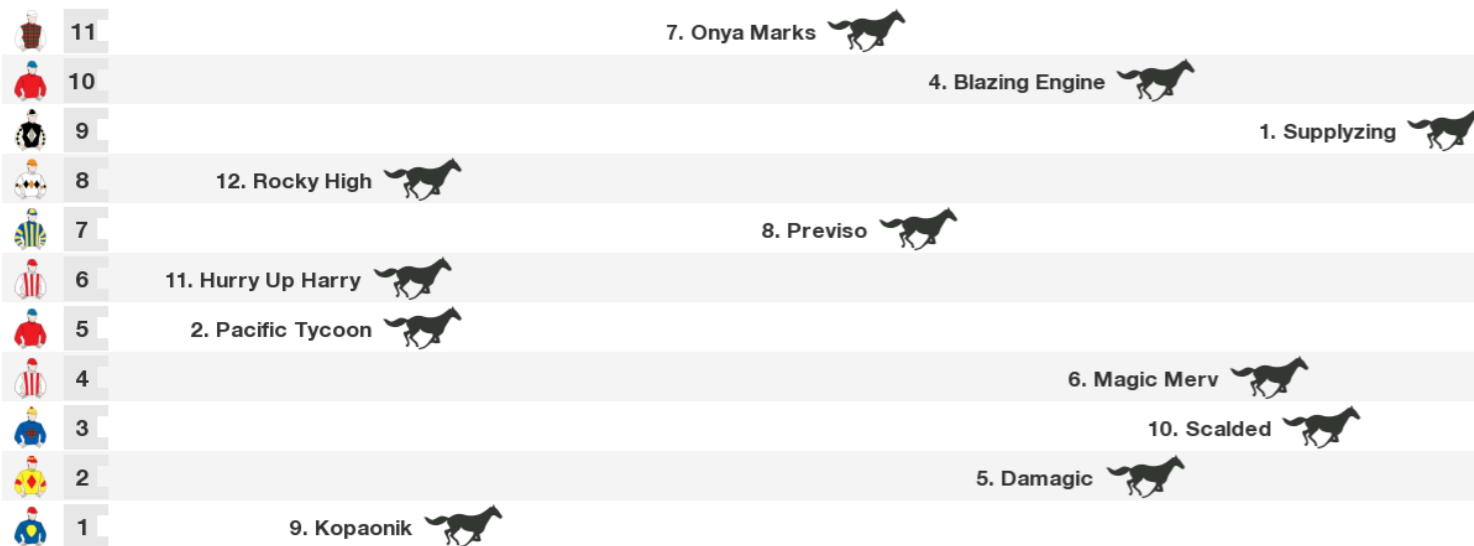 11 7. Onya Marks
10 4. Blazing Engine
9 1. Supplyzing
8 12. Rocky High
7 8. Previso
6 11. Hurry Up Harry
5 2. Pacific Tycoon
4 6. Magic Merv
3 10. Scalded
2 5. Damagic
1 9. Kopaonik